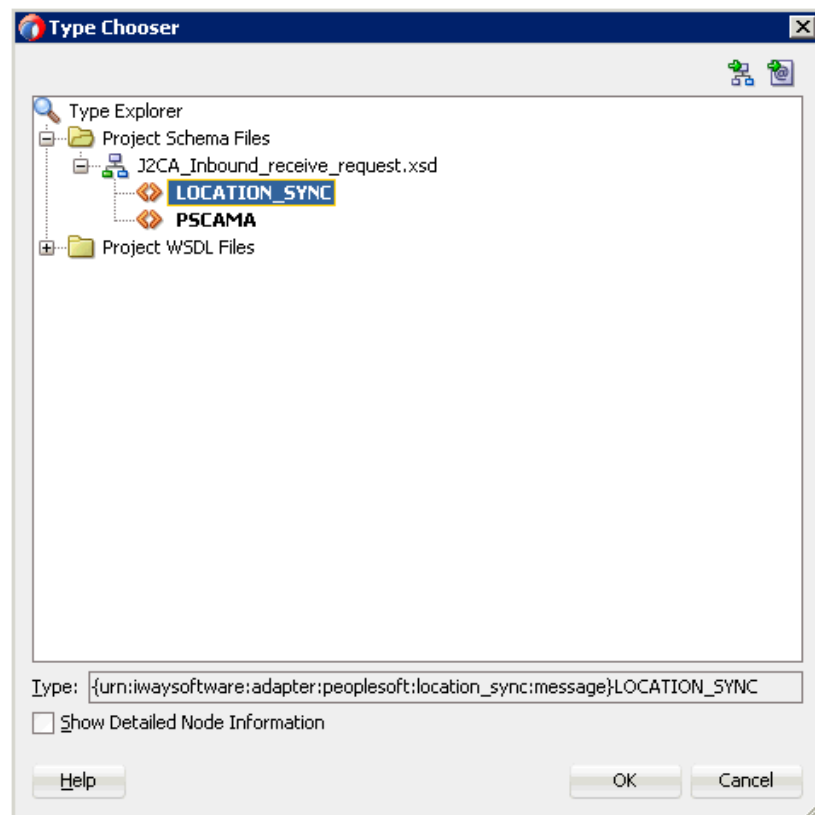 Type Chooser
Type Explorer
Project Schema Files
J2CA_Inbound_receive_request.xsd
LOCATION_SYNC
PSCAMA
Project WSDL Files
Type: {urn:iwaysoftware:adapter:peoplesoft:location_sync:message}LOCATION_SYNC
Show Detailed Node Information
Help OK Cancel